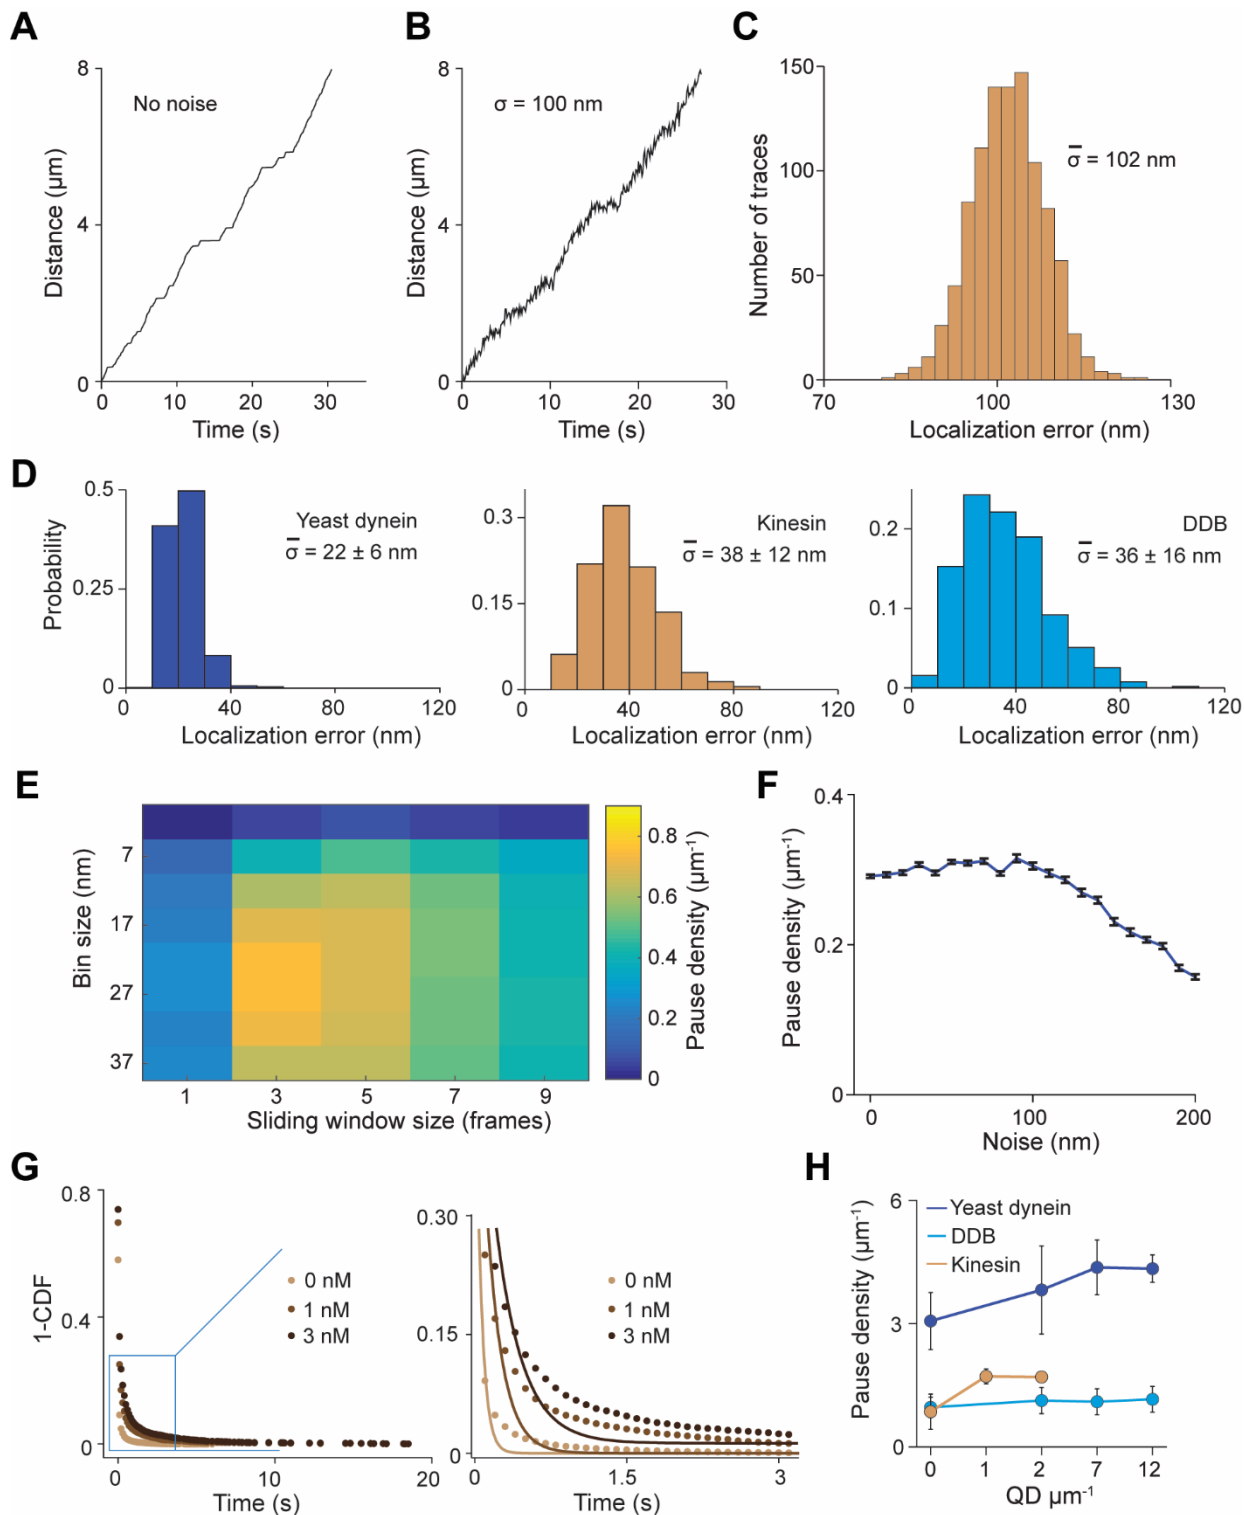 A
8
4
0
Distance (µm)
No noise
0
10
20
30
Time (s)
B
8
4
0
Distance (µm)
σ = 100 nm
0
10
20
30
Time (s)
C
150
100
50
0
Number of traces
σ̄ = 102 nm
70
100
130
Localization error (nm)
D
0.5
0.25
0
Probability
Yeast dynein
σ̄ = 22 ± 6 nm
0
40
80
120
Localization error (nm)
0.3
0.15
0
Kinesin
σ̄ = 38 ± 12 nm
0
40
80
120
Localization error (nm)
0.2
0.1
0
DDB
σ̄ = 36 ± 16 nm
0
40
80
120
Localization error (nm)
E
7
17
27
37
Bin size (nm)
1
3
5
7
9
Sliding window size (frames)
0.8
0.6
0.4
0.2
0
Pause density (µm⁻¹)
F
0.4
0.2
0
Pause density (µm⁻¹)
0
100
200
Noise (nm)
G
0.8
0.4
0
1-CDF
0 nM
1 nM
3 nM
0
10
20
Time (s)
0.30
0.15
0
0 nM
1 nM
3 nM
0
1.5
3
Time (s)
H
6
3
0
Pause density (µm⁻¹)
Yeast dynein
DDB
Kinesin
0
1
2
7
12
QD µm⁻¹